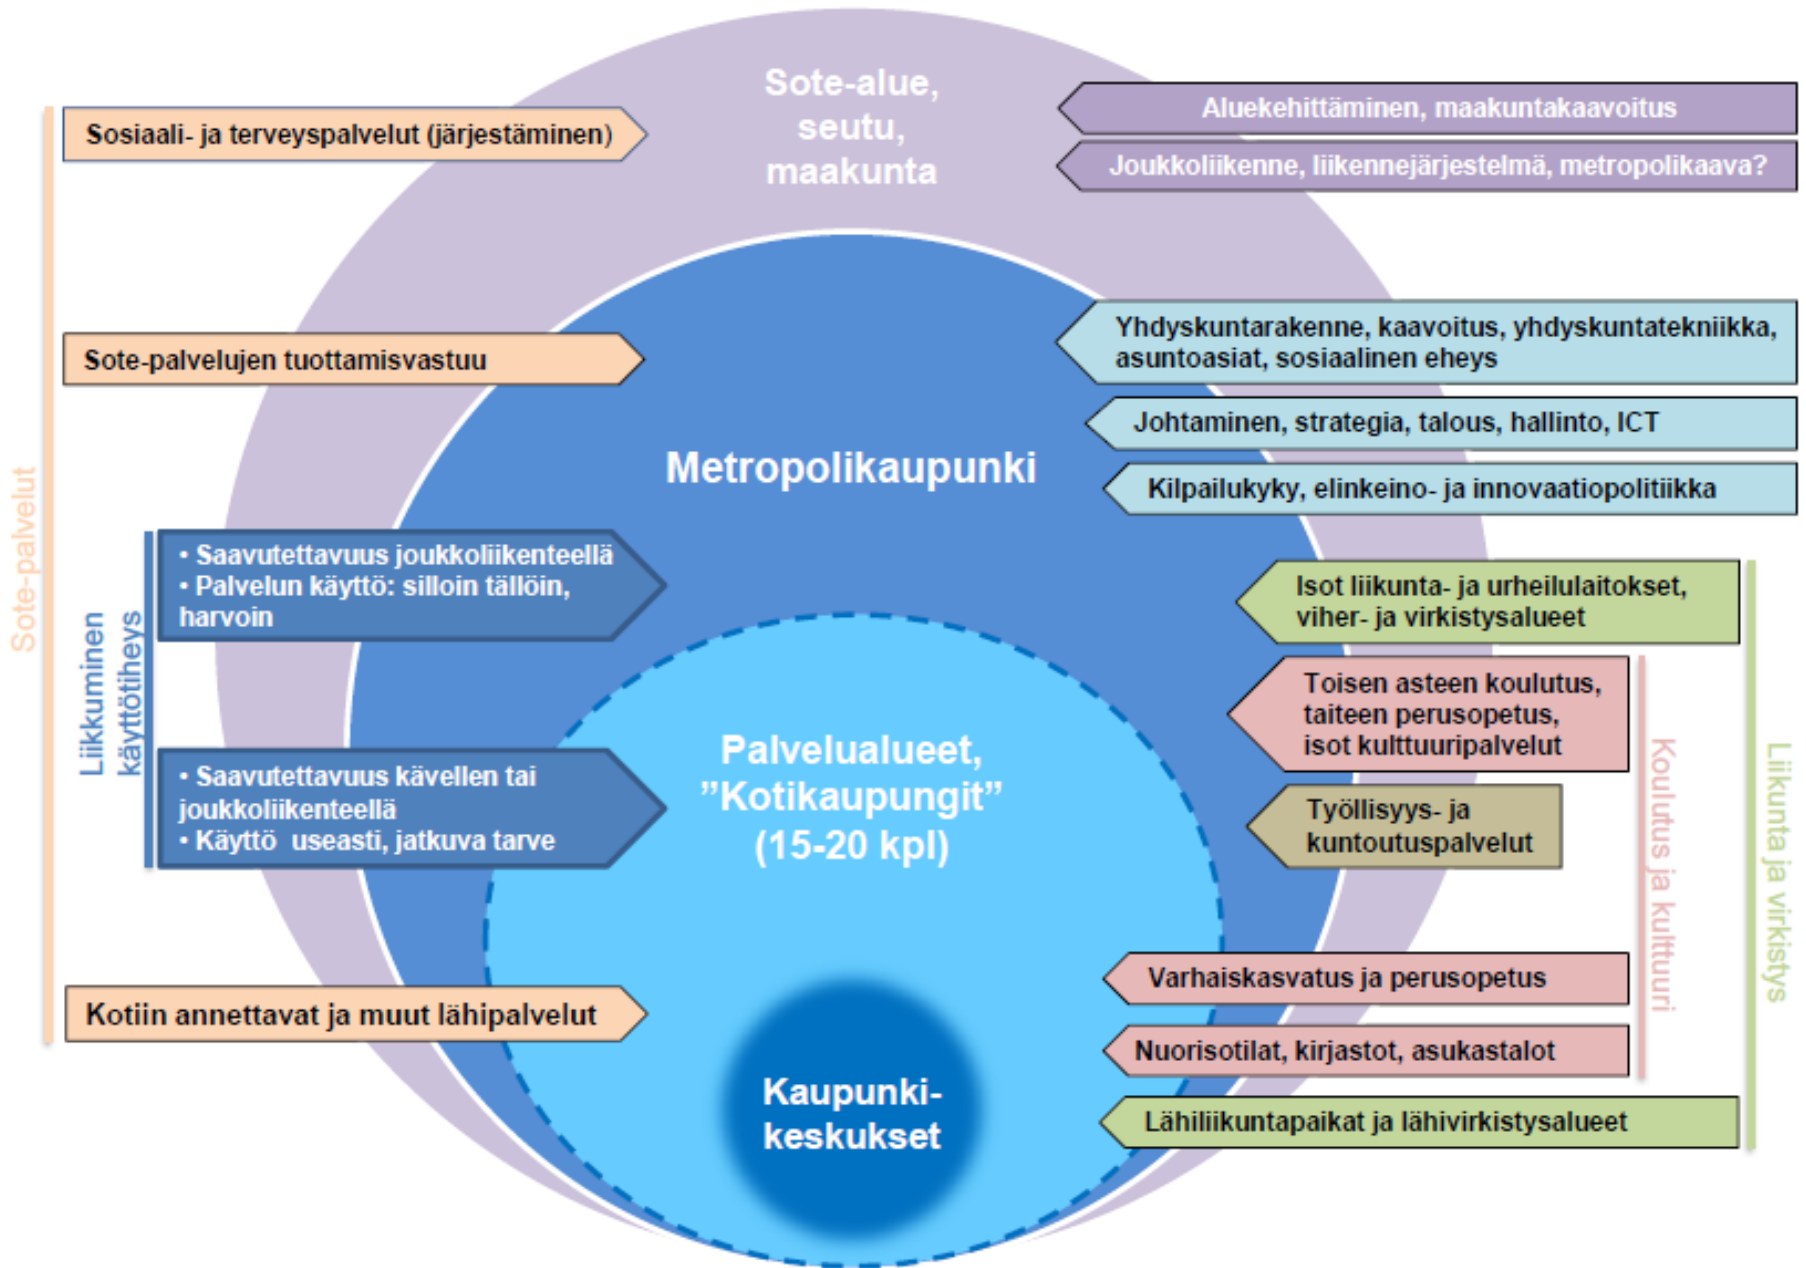 Sote-alue,
seutu,
maakunta
Sosiaali- ja terveyspalvelut (järjestäminen)
Aluekehittäminen, maakuntakaavoitus
Joukkoliikenne, liikennejärjestelmä, metropolikaava?
Sote-palvelujen tuottamisvastuu
Yhdyskuntarakenne, kaavoitus, yhdyskuntatekniikka,
asuntoasiat, sosiaalinen eheys
Johtaminen, strategia, talous, hallinto, ICT
Metropolikaupunki
Kilpailukyky, elinkeino- ja innovaatiopolitiikka
Sote-palvelut
Liikkuminen
käyttötiheys
• Saavutettavuus joukkoliikenteellä
• Palvelun käyttö: silloin tällöin,
harvoin
Isot liikunta- ja urheilulaitokset,
viher- ja virkistysalueet
Toisen asteen koulutus,
taiteen perusopetus,
isot kulttuuripalvelut
Palvelualueet,
”Kotikaupungit”
(15-20 kpl)
• Saavutettavuus kävellen tai
joukkoliikenteellä
• Käyttö useasti, jatkuva tarve
Työllisyys- ja
kuntoutuspalvelut
Koulutus ja kulttuuri
Liikunta ja virkistys
Varhaiskasvatus ja perusopetus
Kotiin annettavat ja muut lähipalvelut
Nuorisotilat, kirjastot, asukastalot
Kaupunki-
keskukset
Lähiliikuntapaikat ja lähivirkistysalueet